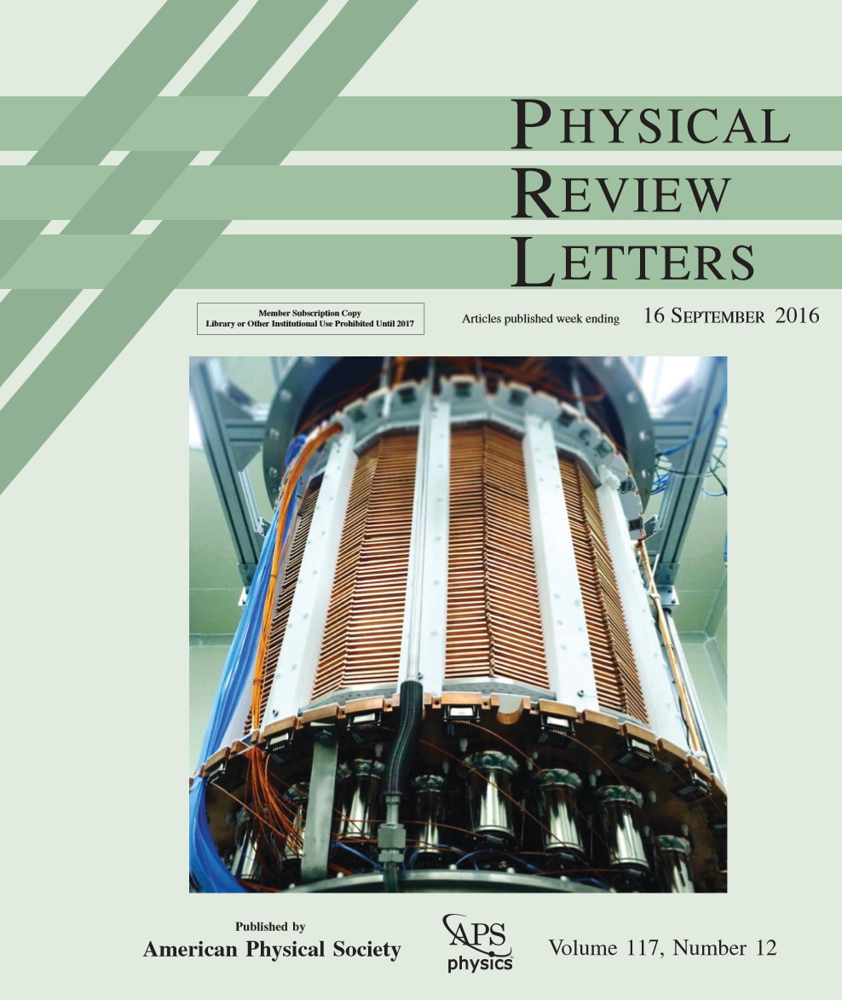 PHYSICAL
REVIEW
LETTERS
Member Subscription Copy
Library or Other Institutional Use Prohibited Until 2017
Articles published week ending 16 SEPTEMBER 2016
Published by
American Physical Society
APS
physics
Volume 117, Number 12